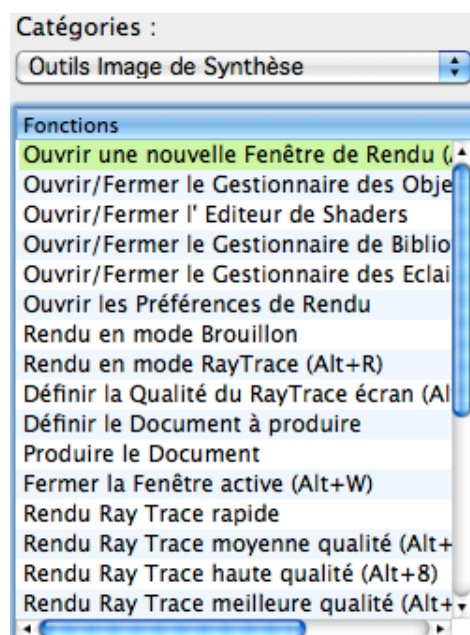 Catégories :
Outils Image de Synthèse
Fonctions
Ouvrir une nouvelle Fenêtre de Rendu (
Ouvrir/Fermer le Gestionnaire des Obje
Ouvrir/Fermer l' Editeur de Shaders
Ouvrir/Fermer le Gestionnaire de Biblio
Ouvrir/Fermer le Gestionnaire des Eclai
Ouvrir les Préférences de Rendu
Rendu en mode Brouillon
Rendu en mode RayTrace (Alt+R)
Définir la Qualité du RayTrace écran (Al
Définir le Document à produire
Produire le Document
Fermer la Fenêtre active (Alt+W)
Rendu Ray Trace rapide
Rendu Ray Trace moyenne qualité (Alt+
Rendu Ray Trace haute qualité (Alt+8)
Rendu Ray Trace meilleure qualité (Alt+